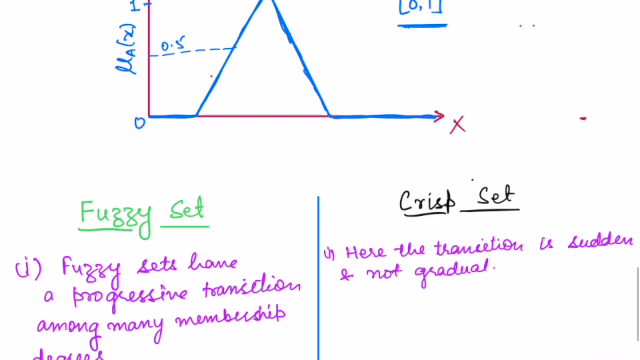 1
[0,1]
μA(x)
0.5
0
X
Fuzzy Set
Crisp Set
(i) Fuzzy sets have
a progressive transition
among many membership
degrees
i) Here the transition is sudden
& not gradual.